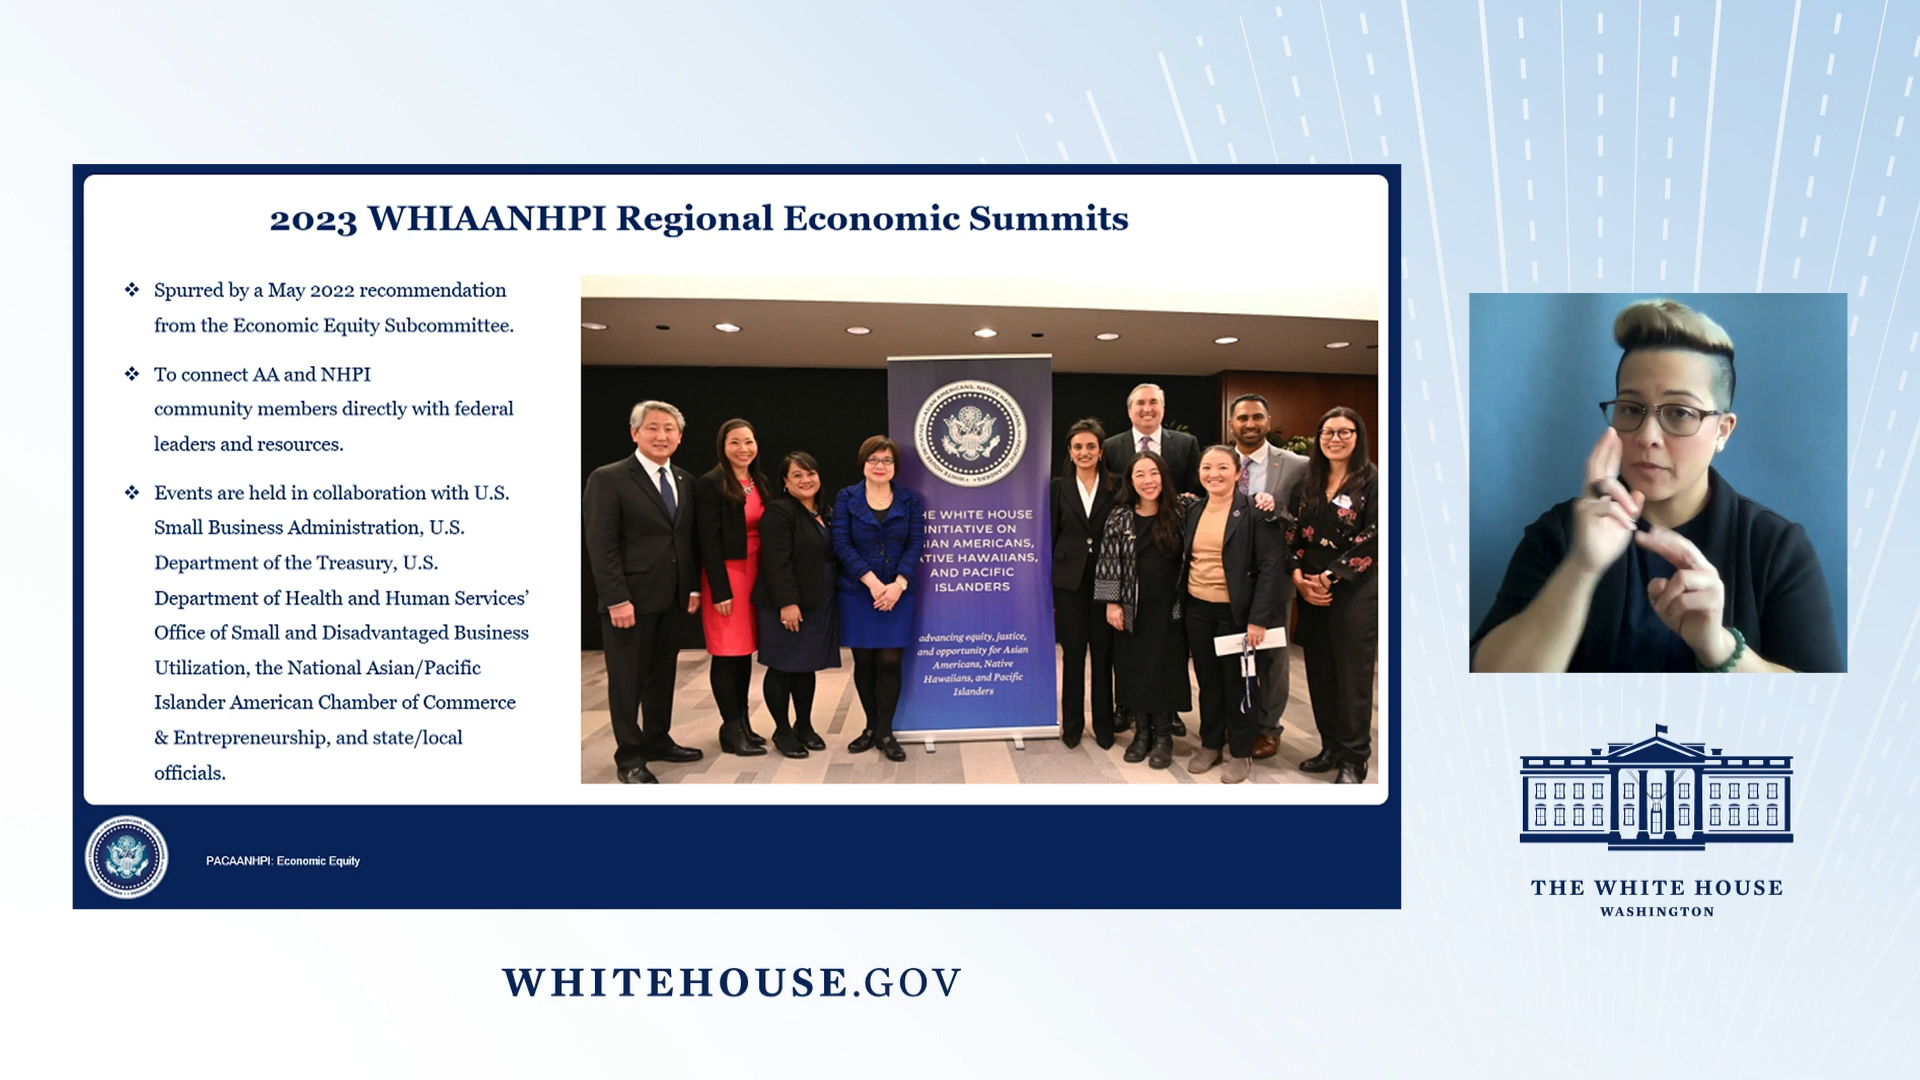 2023 WHIAANHPI Regional Economic Summits
❖ Spurred by a May 2022 recommendation
from the Economic Equity Subcommittee.
❖ To connect AA and NHPI
community members directly with federal
leaders and resources.
❖ Events are held in collaboration with U.S.
Small Business Administration, U.S.
Department of the Treasury, U.S.
Department of Health and Human Services’
Office of Small and Disadvantaged Business
Utilization, the National Asian/Pacific
Islander American Chamber of Commerce
& Entrepreneurship, and state/local
officials.
HE WHITE HOUSE
INITIATIVE ON
SIAN AMERICANS,
TIVE HAWAIIANS,
AND PACIFIC
ISLANDERS
advancing equity, justice,
and opportunity for Asian
Americans, Native
Hawaiians, and Pacific
Islanders
PACAANHPI: Economic Equity
THE WHITE HOUSE
WASHINGTON
WHITEHOUSE.GOV